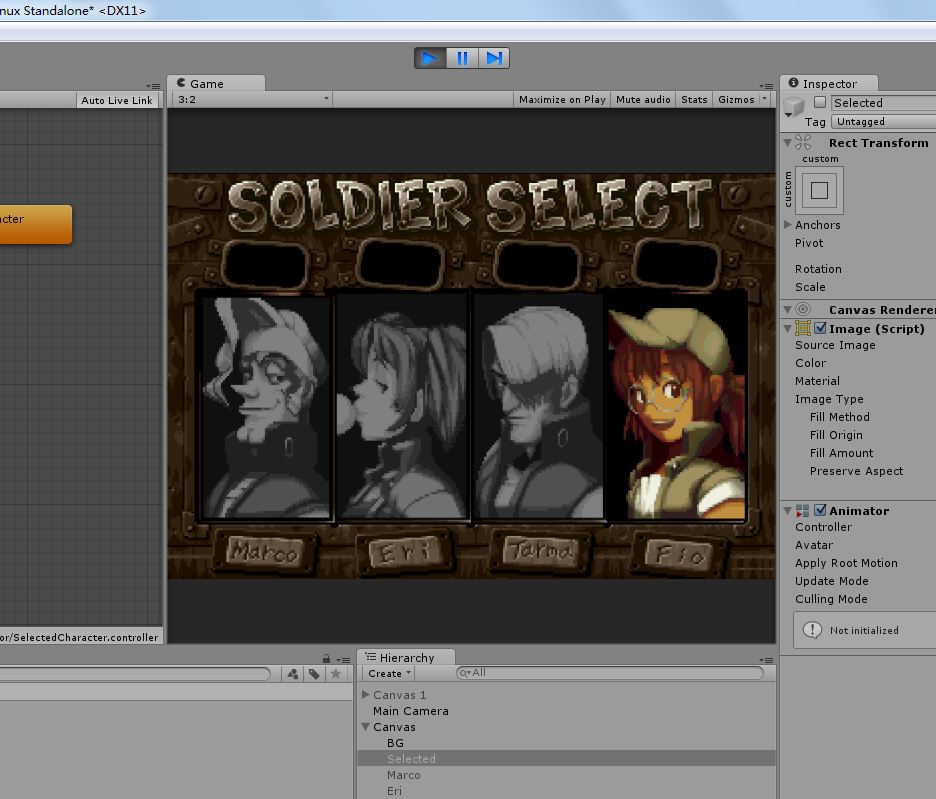 nux Standalone* <DX11>
Auto Live Link
Game
3:2
Maximize on Play
Mute audio
Stats
Gizmos
Inspector
Selected
Tag
Untagged
Rect Transform
custom
custom
Anchors
Pivot
Rotation
Scale
Canvas Renderer
Image (Script)
Source Image
Color
Material
Image Type
Fill Method
Fill Origin
Fill Amount
Preserve Aspect
Animator
Controller
Avatar
Apply Root Motion
Update Mode
Culling Mode
Not initialized
acter
SOLDIER SELECT
Marco
Eri
Tarma
Fio
or/SelectedCharacter.controller
Hierarchy
Create
All
Canvas 1
Main Camera
Canvas
BG
Selected
Marco
Eri